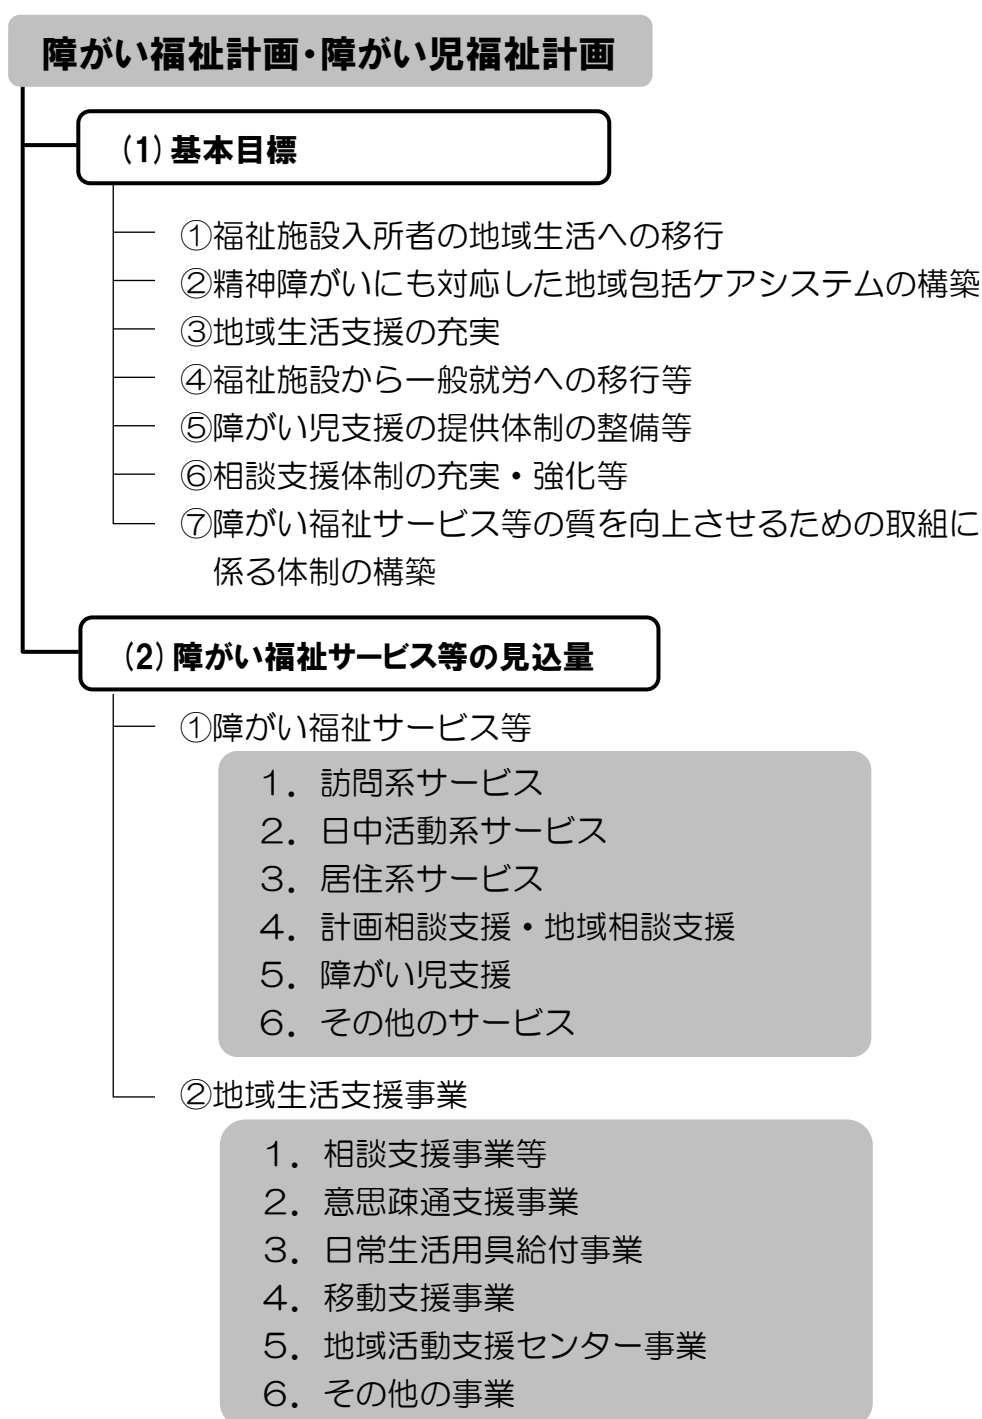 障がい福祉計画・障がい児福祉計画
(1)基本目標
①福祉施設入所者の地域生活への移行
②精神障がいにも対応した地域包括ケアシステムの構築
③地域生活支援の充実
④福祉施設から一般就労への移行等
⑤障がい児支援の提供体制の整備等
⑥相談支援体制の充実・強化等
⑦障がい福祉サービス等の質を向上させるための取組に
係る体制の構築
(2)障がい福祉サービス等の見込量
①障がい福祉サービス等
１．訪問系サービス
２．日中活動系サービス
３．居住系サービス
４．計画相談支援・地域相談支援
５．障がい児支援
６．その他のサービス
②地域生活支援事業
１．相談支援事業等
２．意思疎通支援事業
３．日常生活用具給付事業
４．移動支援事業
５．地域活動支援センター事業
６．その他の事業